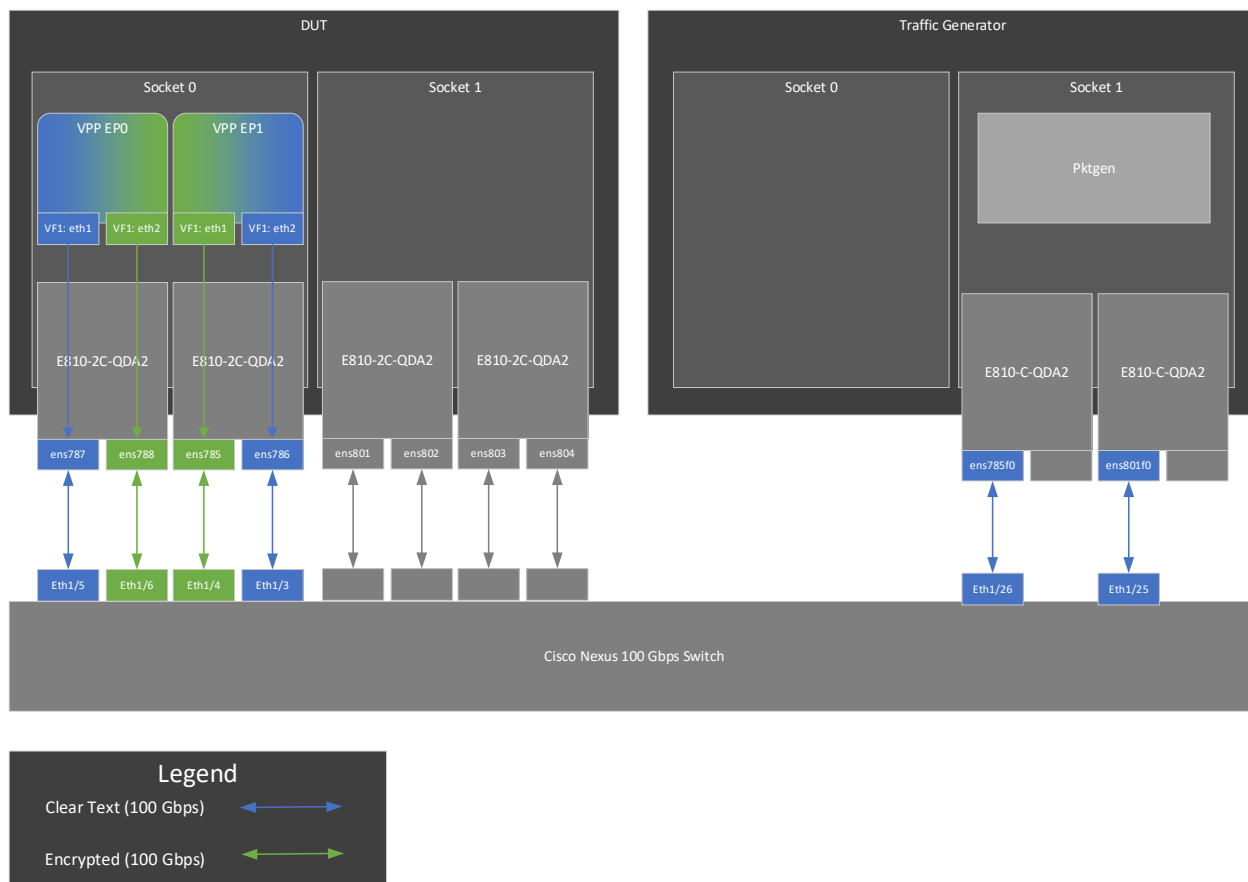 DUT
Traffic Generator
Socket 0
Socket 1
Socket 0
Socket 1
VPP EP0
VPP EP1
Pktgen
VF1: eth1
VF1: eth2
VF1: eth1
VF1: eth2
E810-2C-QDA2
E810-2C-QDA2
E810-2C-QDA2
E810-2C-QDA2
E810-C-QDA2
E810-C-QDA2
ens787
ens788
ens785
ens786
ens801
ens802
ens803
ens804
ens785f0
ens801f0
Eth1/5
Eth1/6
Eth1/4
Eth1/3
Eth1/26
Eth1/25
Cisco Nexus 100 Gbps Switch
Legend
Clear Text (100 Gbps)
Encrypted (100 Gbps)